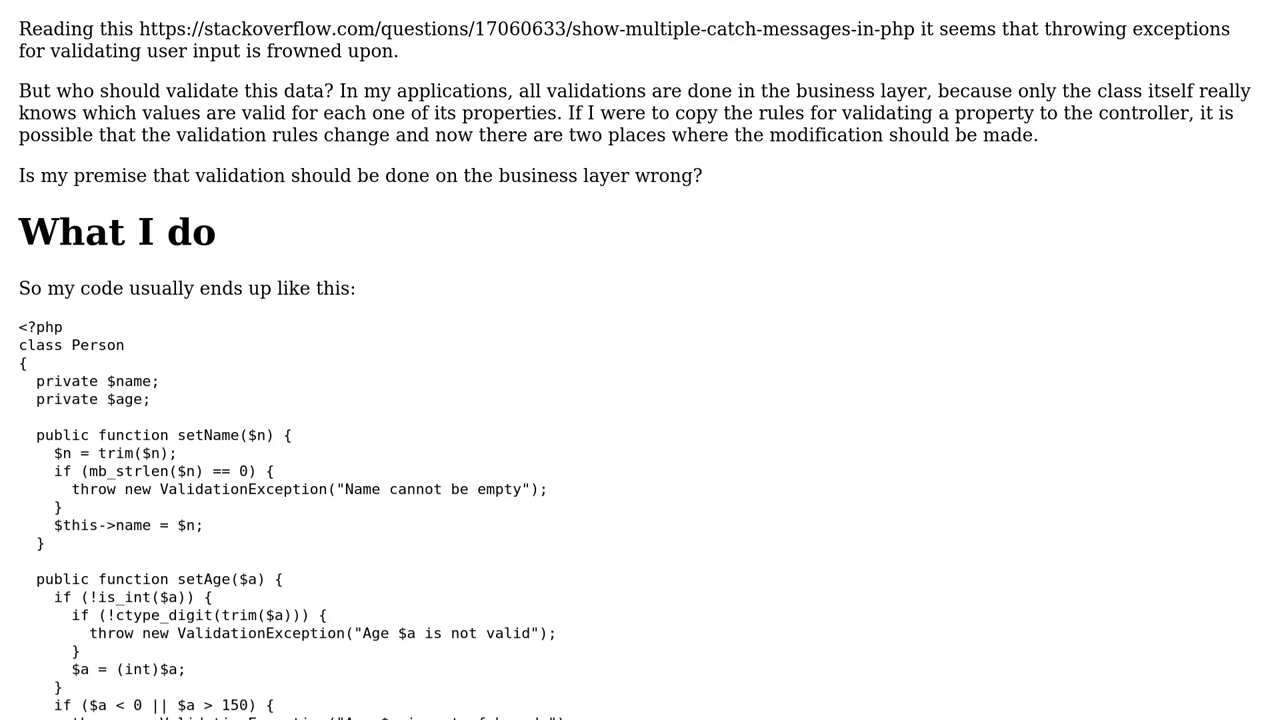 Reading this https://stackoverflow.com/questions/17060633/show-multiple-catch-messages-in-php it seems that throwing exceptions
for validating user input is frowned upon.
But who should validate this data? In my applications, all validations are done in the business layer, because only the class itself really
knows which values are valid for each one of its properties. If I were to copy the rules for validating a property to the controller, it is
possible that the validation rules change and now there are two places where the modification should be made.
Is my premise that validation should be done on the business layer wrong?
What I do
So my code usually ends up like this:
<?php
class Person
{
  private $name;
  private $age;
  public function setName($n) {
    $n = trim($n);
    if (mb_strlen($n) == 0) {
      throw new ValidationException("Name cannot be empty");
    }
    $this->name = $n;
  }
  public function setAge($a) {
    if (!is_int($a)) {
      if (!ctype_digit(trim($a))) {
        throw new ValidationException("Age $a is not valid");
      }
      $a = (int)$a;
    }
    if ($a < 0 || $a > 150) {